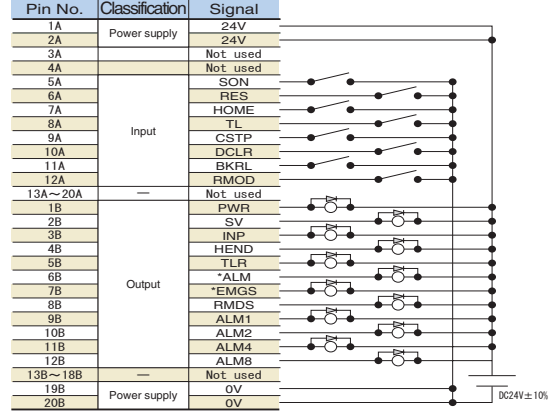 Pin No. Classification Signal
1A Power supply 24V
2A 24V
3A Not used
4A Not used
5A Input SON
6A RES
7A HOME
8A TL
9A CSTP
10A DCLR
11A BKRL
12A RMOD
13A～20A — Not used
1B Output PWR
2B SV
3B INP
4B HEND
5B TLR
6B *ALM
7B *EMGS
8B RMDS
9B ALM1
10B ALM2
11B ALM4
12B ALM8
13B～18B — Not used
19B Power supply 0V
20B 0V
DC24V±10%